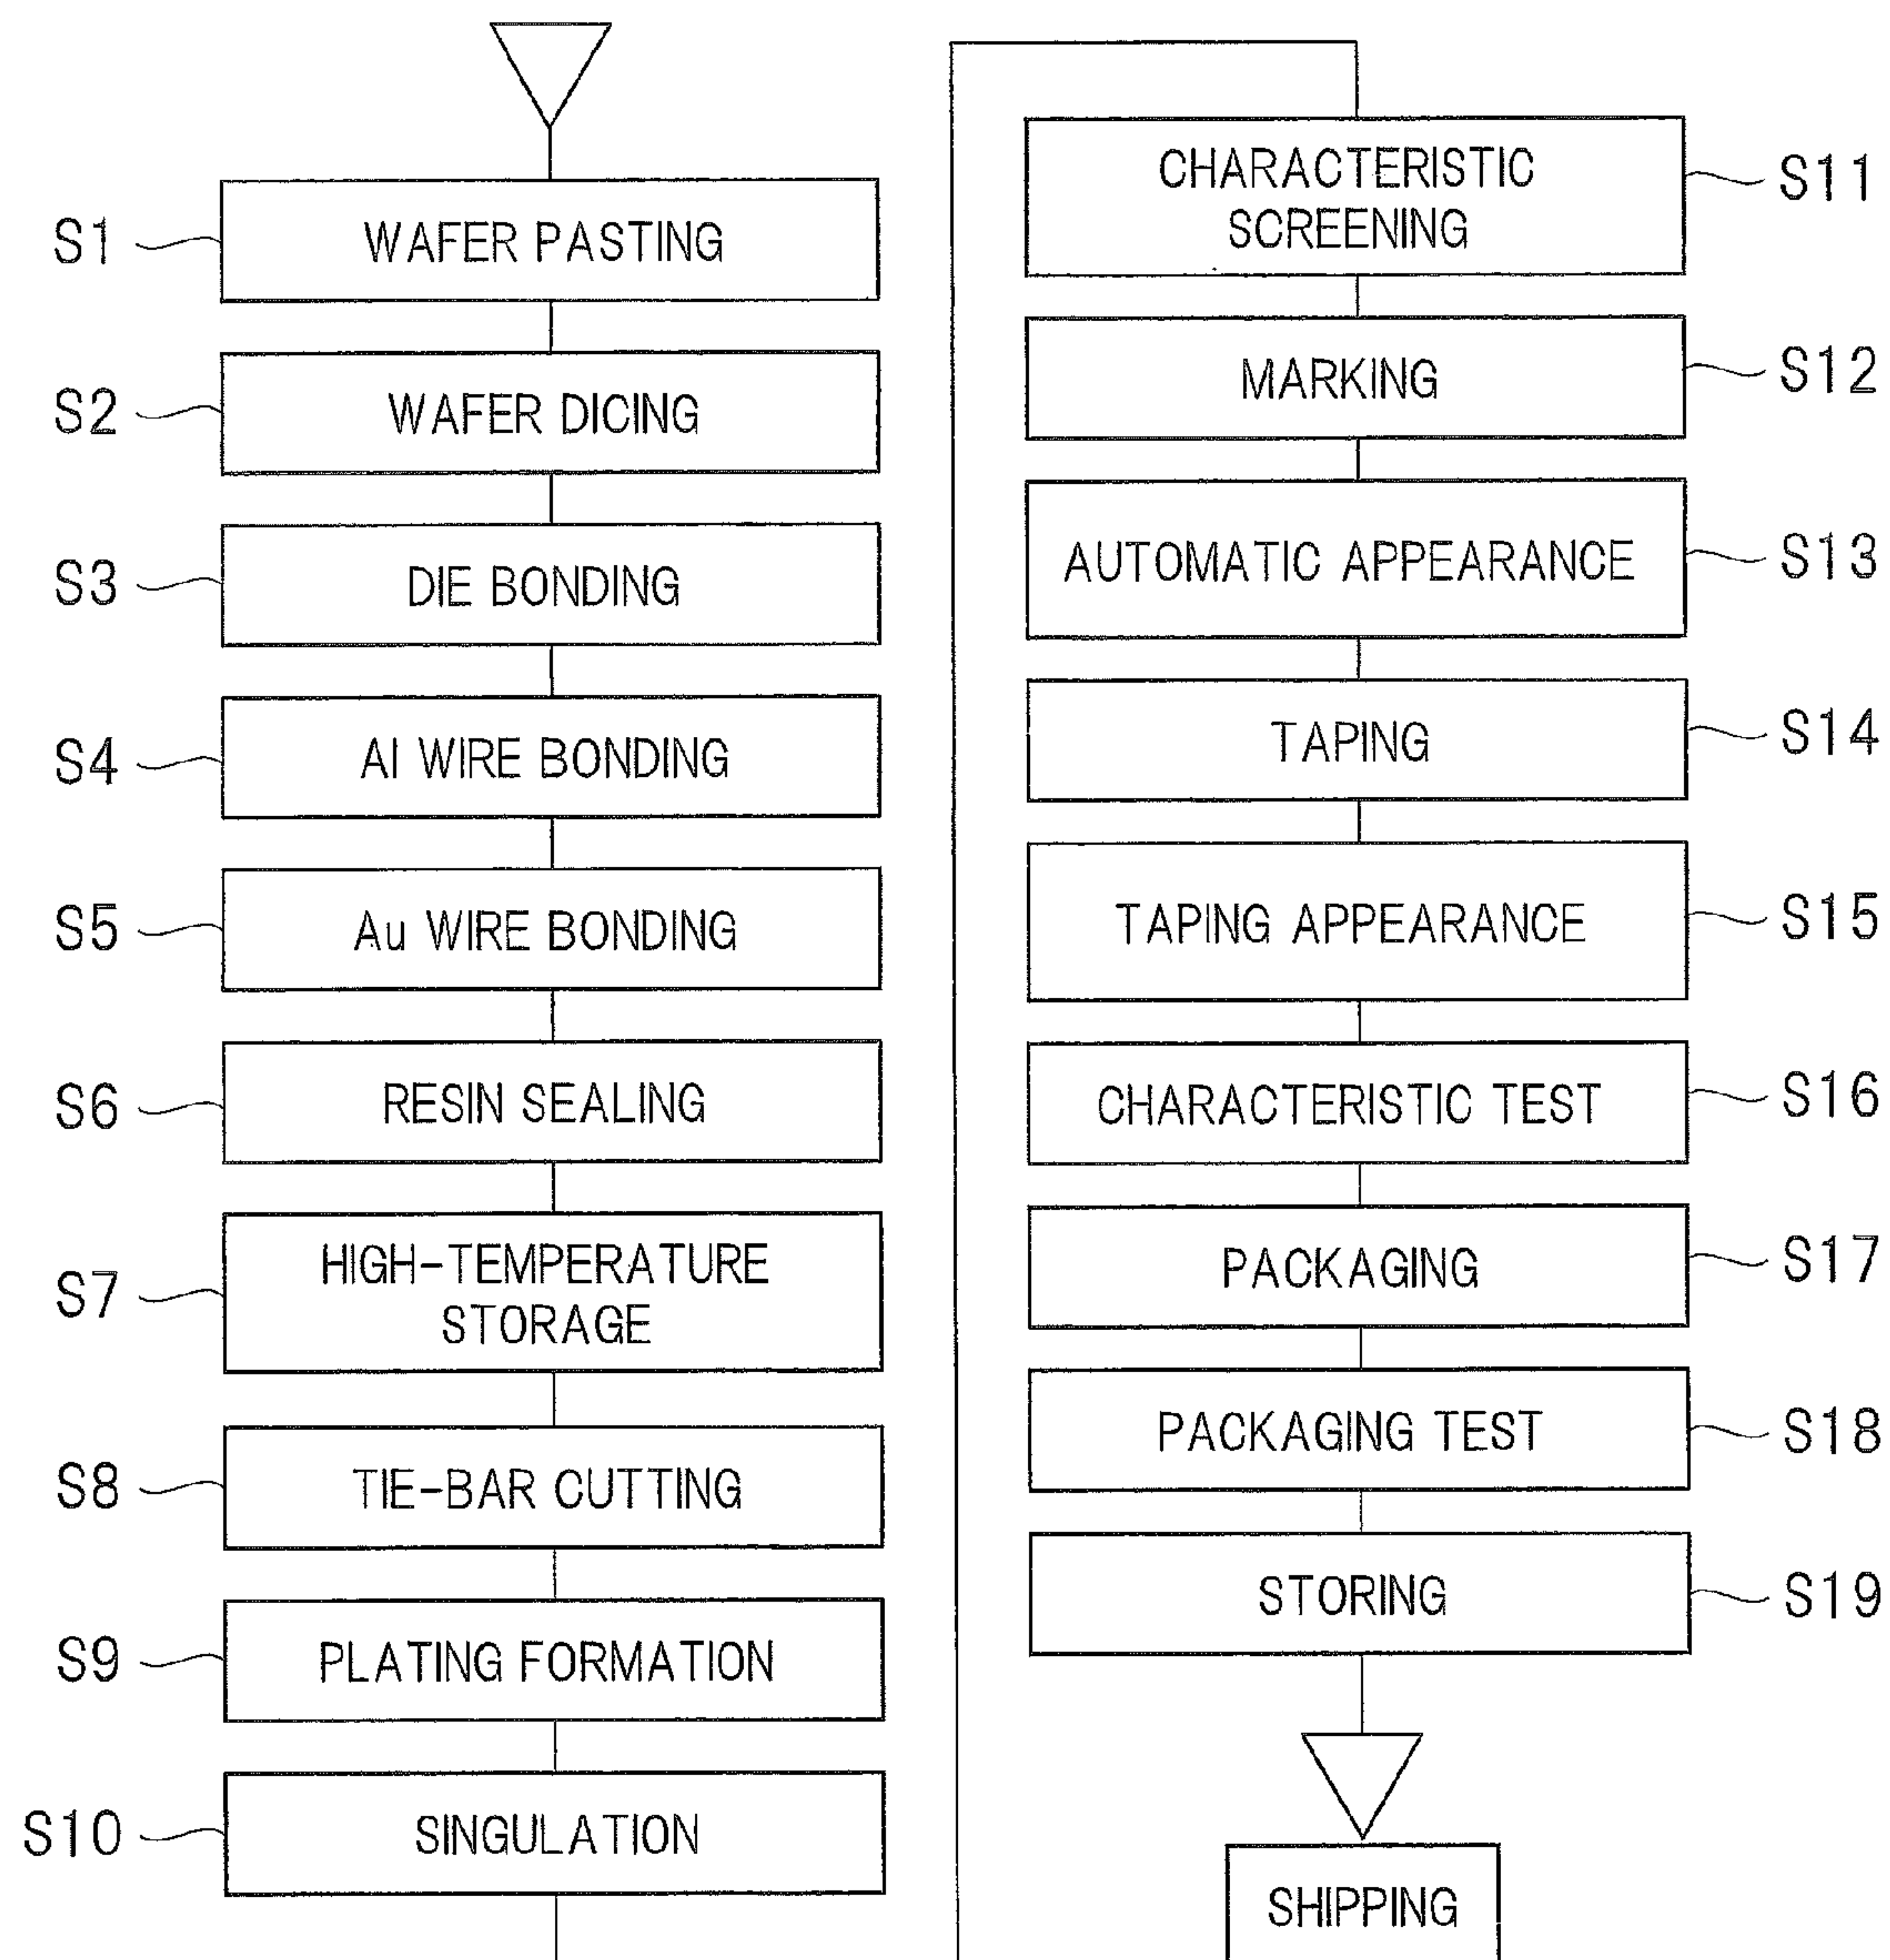 S1 WAFER PASTING
S2 WAFER DICING
S3 DIE BONDING
S4 Al WIRE BONDING
S5 Au WIRE BONDING
S6 RESIN SEALING
S7 HIGH-TEMPERATURE
STORAGE
S8 TIE-BAR CUTTING
S9 PLATING FORMATION
S10 SINGULATION
CHARACTERISTIC S11
SCREENING
MARKING S12
AUTOMATIC APPEARANCE S13
TAPING S14
TAPING APPEARANCE S15
CHARACTERISTIC TEST S16
PACKAGING S17
PACKAGING TEST S18
STORING S19
SHIPPING